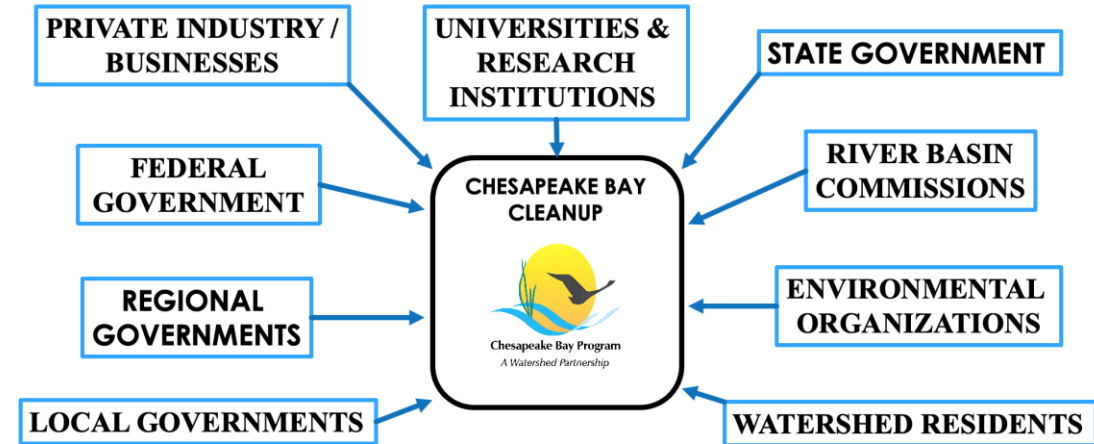 PRIVATE INDUSTRY /
BUSINESSES
UNIVERSITIES &
RESEARCH
INSTITUTIONS
STATE GOVERNMENT
FEDERAL
GOVERNMENT
CHESAPEAKE BAY
CLEANUP
RIVER BASIN
COMMISSIONS
REGIONAL
GOVERNMENTS
Chesapeake Bay Program
A Watershed Partnership
ENVIRONMENTAL
ORGANIZATIONS
LOCAL GOVERNMENTS
WATERSHED RESIDENTS